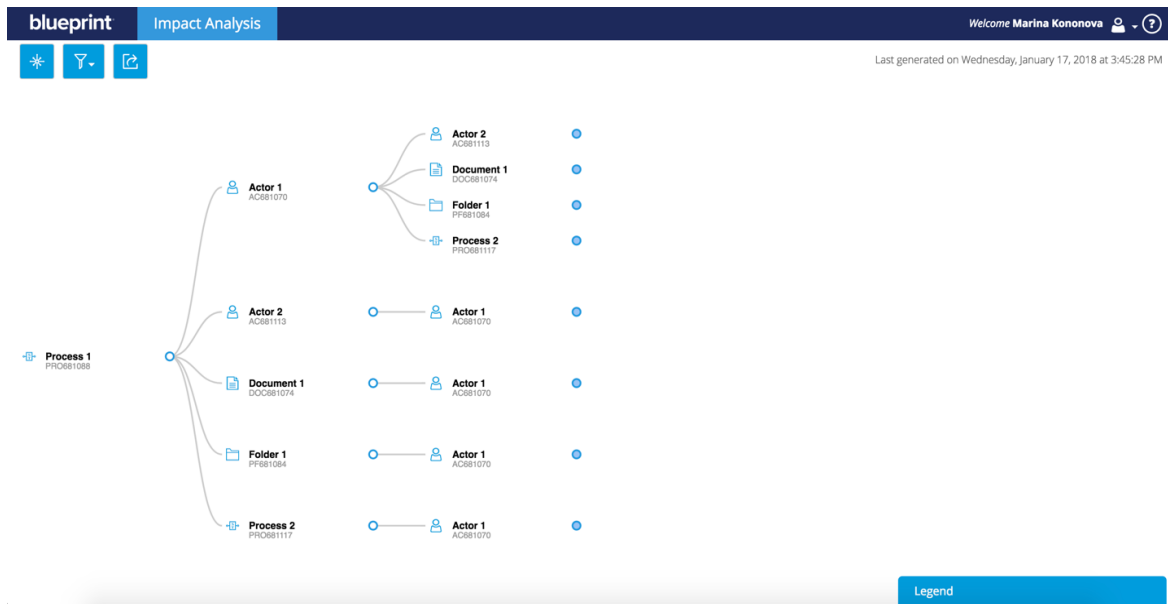 blueprint Impact Analysis Welcome Marina Kononova
Last generated on Wednesday, January 17, 2018 at 3:45:28 PM
Process 1
PRO681088
Actor 1
AC681070
Actor 2
AC681113
Document 1
DOC681074
Folder 1
PF681084
Process 2
PRO681117
Actor 2
AC681113
Actor 1
AC681070
Document 1
DOC681074
Actor 1
AC681070
Folder 1
PF681084
Actor 1
AC681070
Process 2
PRO681117
Actor 1
AC681070
Legend